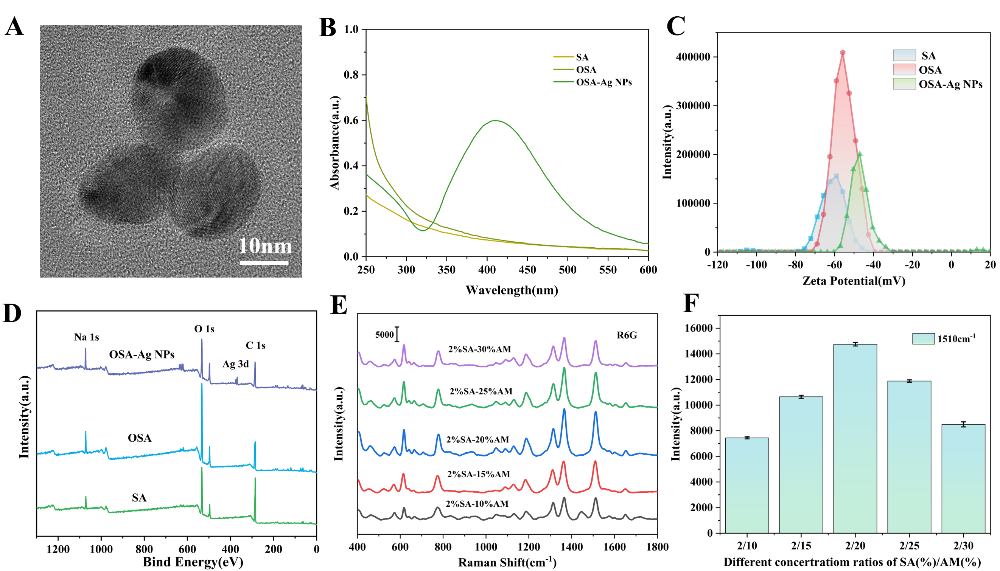 A
10nm
B
Absorbance(a.u.)
1.0
0.8
0.6
0.4
0.2
0.0
SA
OSA
OSA-Ag NPs
250 300 350 400 450 500 550 600
Wavelength(nm)
C
Intensity(a.u.)
400000
300000
200000
100000
0
SA
OSA
OSA-Ag NPs
-120 -100 -80 -60 -40 -20 0 20
Zeta Potential(mV)
D
Intensity(a.u.)
O 1s
Na 1s
C 1s
OSA-Ag NPs
Ag 3d
OSA
SA
1200 1000 800 600 400 200 0
Bind Energy(eV)
E
Intensity(a.u.)
5000
R6G
2%SA-30%AM
2%SA-25%AM
2%SA-20%AM
2%SA-15%AM
2%SA-10%AM
400 600 800 1000 1200 1400 1600 1800
Raman Shift(cm-1)
F
Intensity(a.u.)
16000
14000
12000
10000
8000
6000
4000
2000
0
1510cm-1
2/10 2/15 2/20 2/25 2/30
Different concertratiom ratios of SA(%)/AM(%)